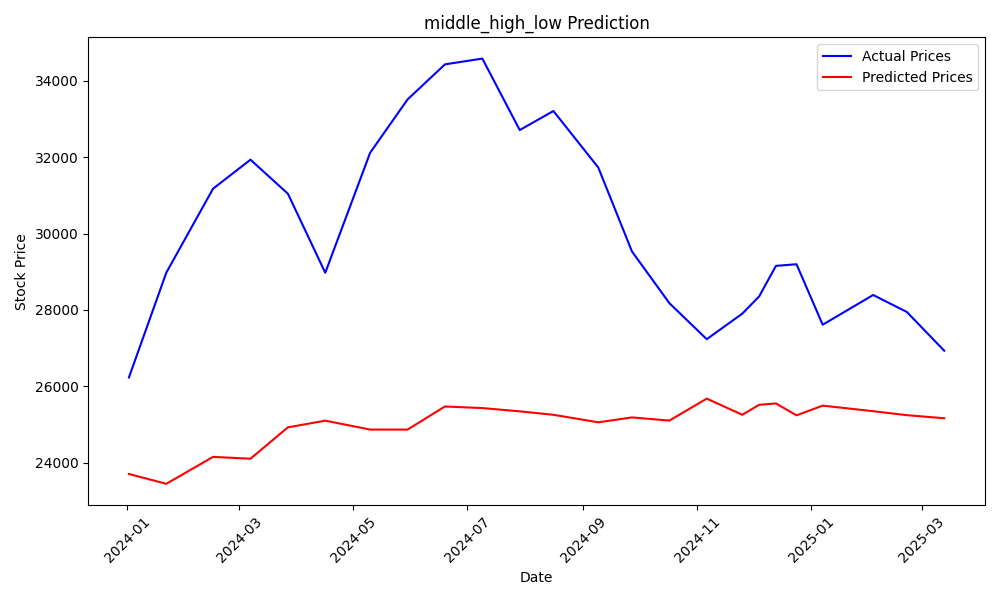 middle_high_low Prediction
Actual Prices
Predicted Prices
Stock Price
34000
32000
30000
28000
26000
24000
2024-01
2024-03
2024-05
2024-07
2024-09
2024-11
2025-01
2025-03
Date